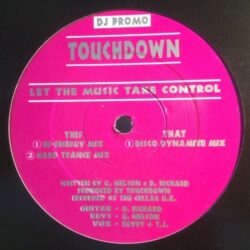 DJ PROMO
TOUCHDOWN
LET THE MUSIC TAKE CONTROL
THIS
① HI-ENERGY MIX
② HARD TRANCE MIX
THAT
① DISCO DYNAMITE MIX
WRITTEN BY G. NELSON & D. RICHARD
PRODUCED BY TOUCHDOWN
RECORDED AT THE CELLAR U.K.
GUITAR - D. RICHARD
KEYS - G. NELSON
VOX - EGYPT + T.J.